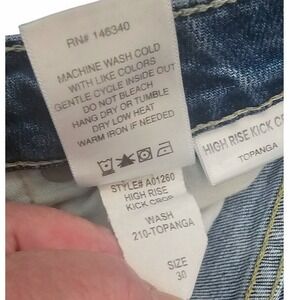 RN# 146340
MACHINE WASH COLD
WITH LIKE COLORS
GENTLE CYCLE INSIDE OUT
DO NOT BLEACH
HANG DRY OR TUMBLE
DRY LOW HEAT
WARM IRON IF NEEDED
HIGH RISE KICK CROP
TOPANGA
STYLE# A01260
HIGH RISE
KICK CROP
WASH
210-TOPANGA
SIZE
30